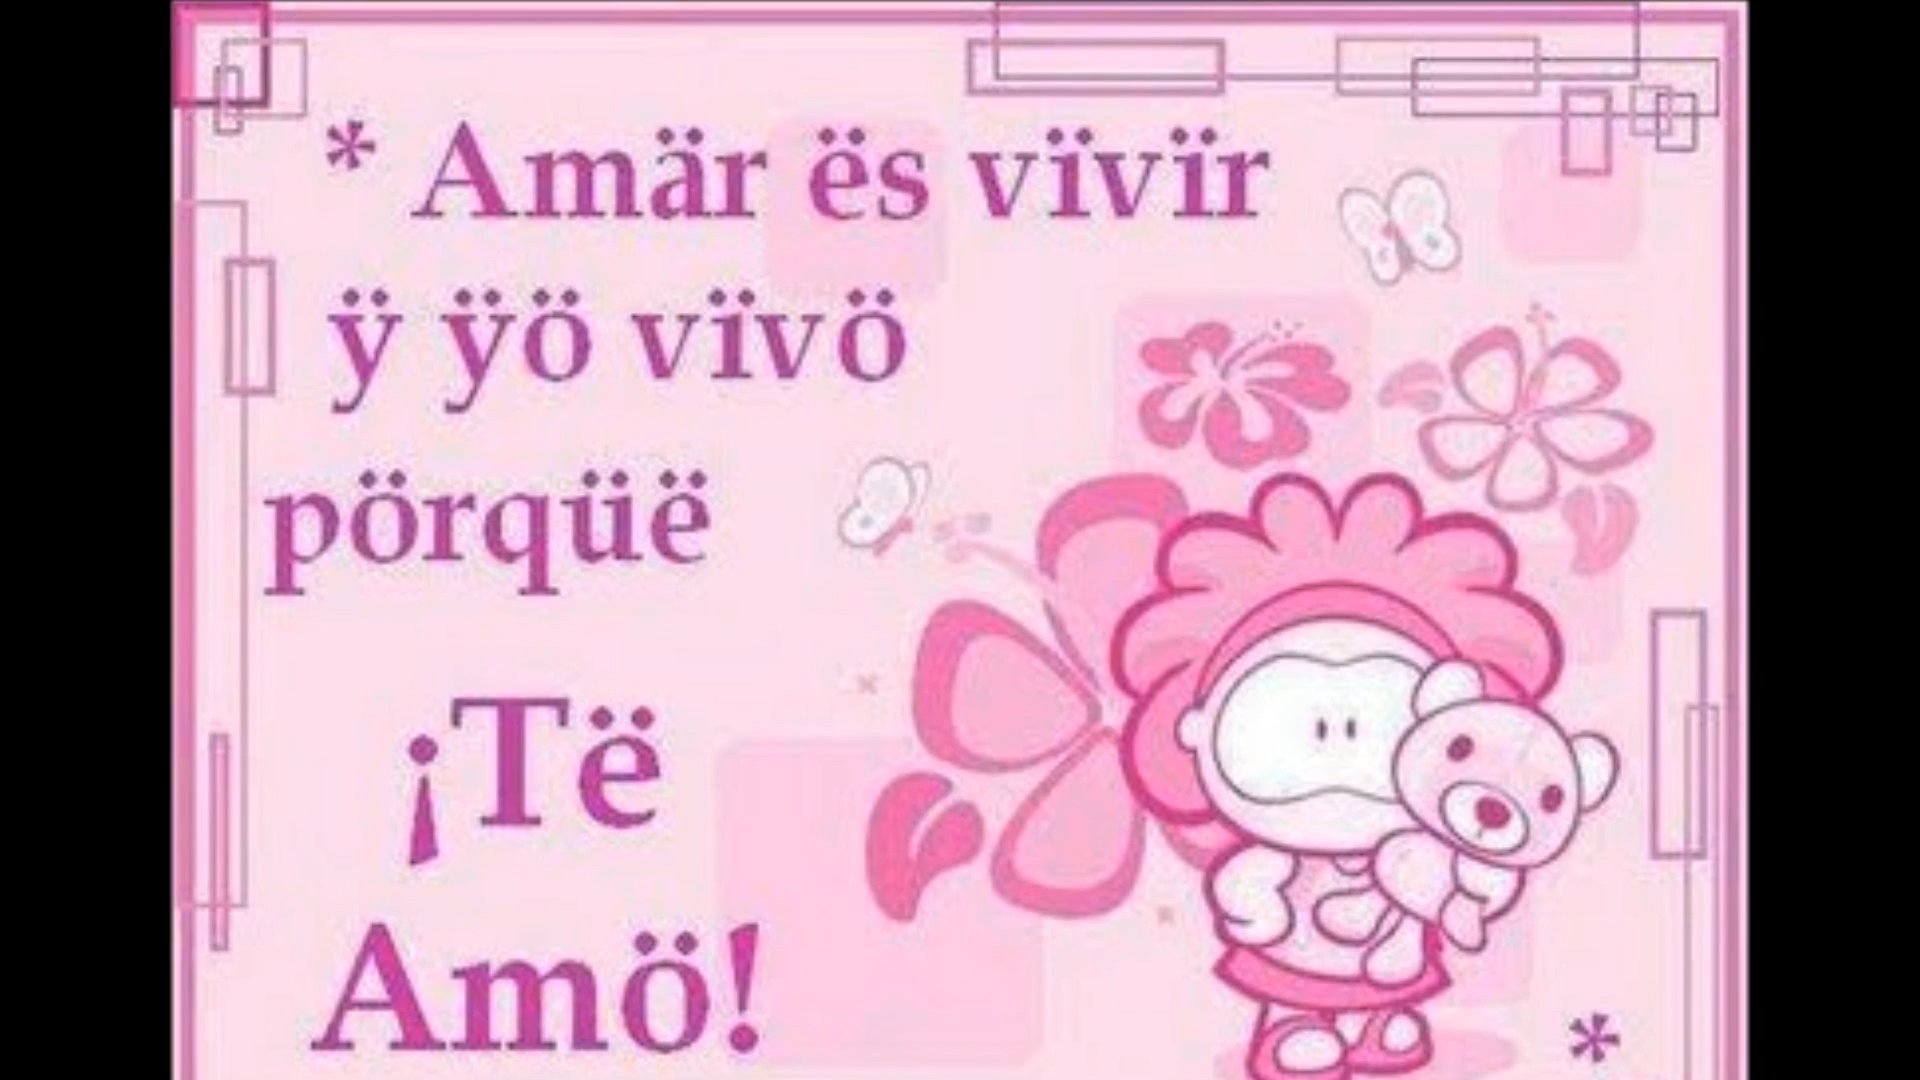 * Amär ës vïvïr
ÿ ÿö vïvö
pörqüë
¡Të
Amö!
*